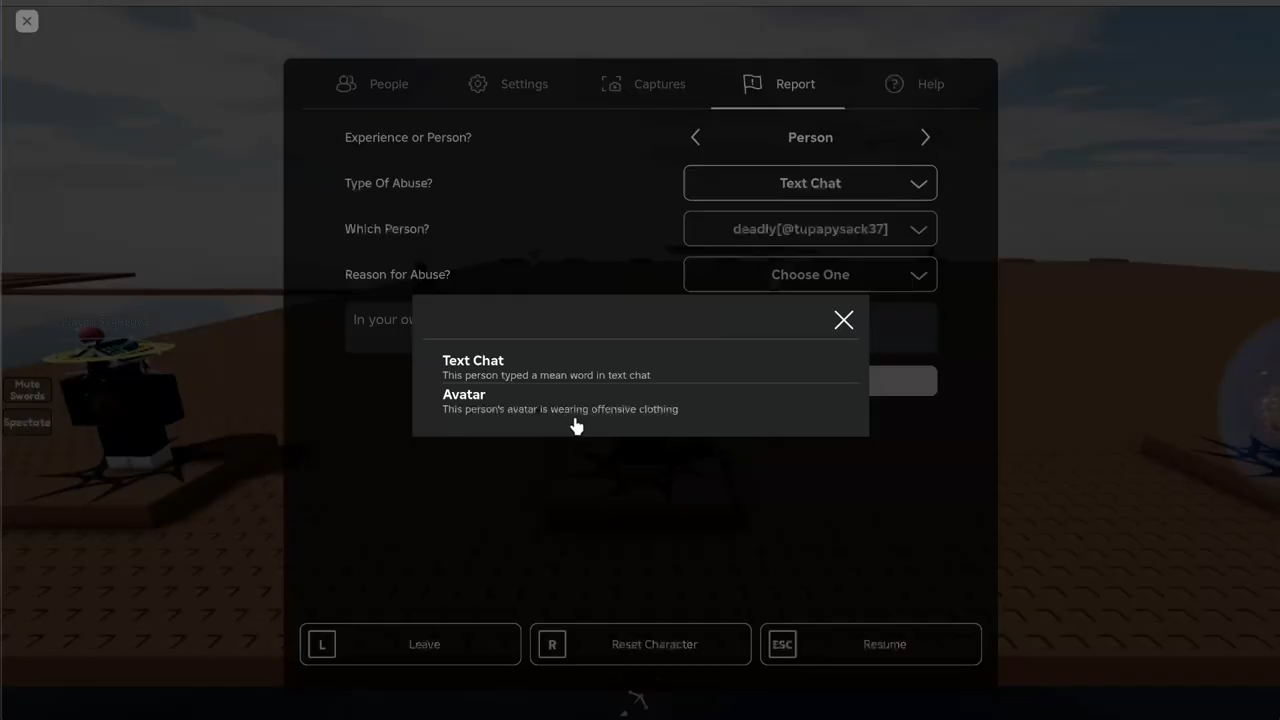 People
Settings
Captures
Report
Help
Experience or Person?
Person
Type Of Abuse?
Text Chat
Which Person?
deadly[@tupapysack37]
Reason for Abuse?
Choose One
In your ow
Text Chat
This person typed a mean word in text chat
Avatar
This person's avatar is wearing offensive clothing
Mute
Swords
Spectate
L
Leave
R
Reset Character
ESC
Resume